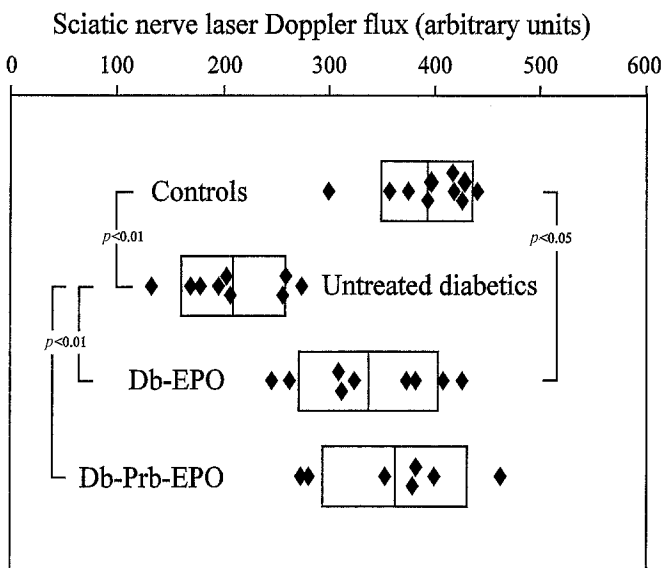 Sciatic nerve laser Doppler flux (arbitrary units)
0 100 200 300 400 500 600
Controls
p<0.01
p<0.05
Untreated diabetics
p<0.01
Db-EPO
Db-Prb-EPO